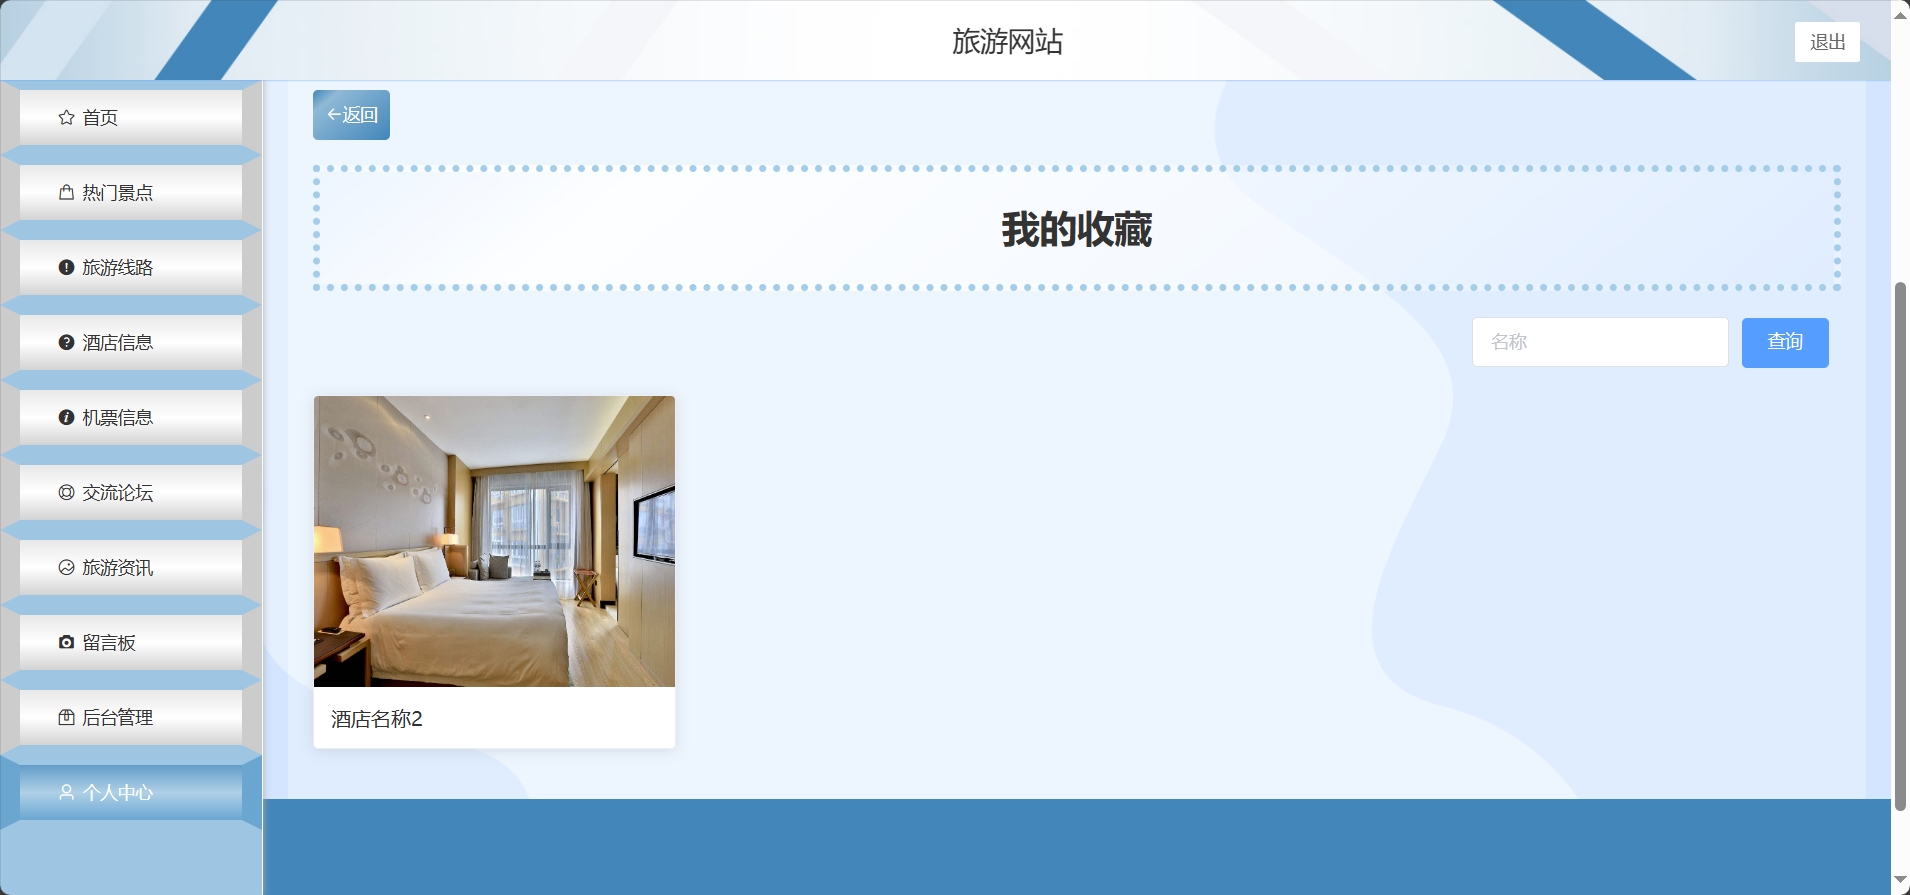 旅游网站
退出
首页
热门景点
旅游线路
酒店信息
机票信息
交流论坛
旅游资讯
留言板
后台管理
个人中心
←返回
我的收藏
名称
查询
酒店名称2